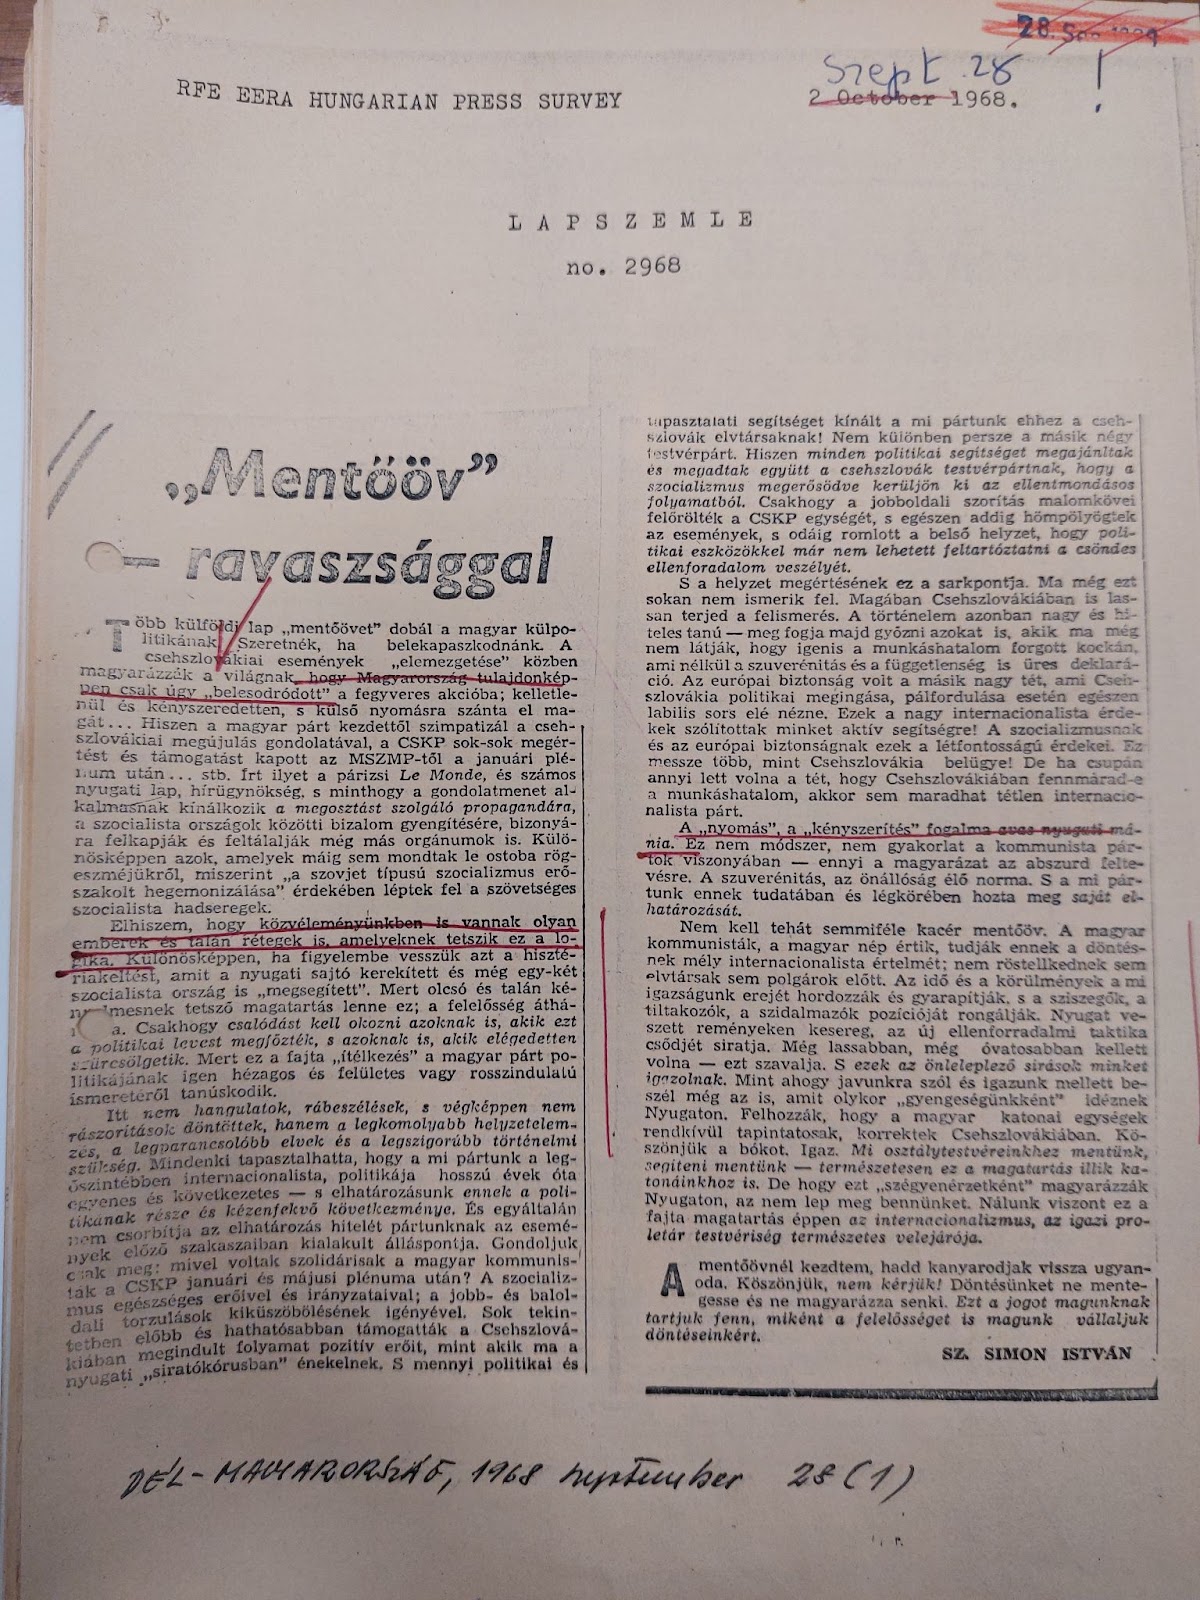 28. Sep 1968
Szept 28 !
RFE EERA HUNGARIAN PRESS SURVEY
2 October 1968.
LAPSZEMLE
no. 2968
„Mentőöv”
— ravaszsággal
Több külföldi lap „mentőövet” dobál a magyar külpo-
litikának. Szeretnék, ha belekapaszkodnánk. A
csehszlovákiai események „elemezgetése” közben
magyarázzák a világnak, hogy Magyarország tulajdonkép-
pen csak úgy „belesodródott” a fegyveres akcióba; kelletle-
nül és kényszeredetten, s külső nyomásra szánta el ma-
gát... Hiszen a magyar párt kezdettől szimpatizál a cseh-
szlovákiai megújulás gondolatával, a CSKP sok-sok megér-
tést és támogatást kapott az MSZMP-től a januári plé-
num után... stb. Írt ilyet a párizsi Le Monde, és számos
nyugati lap, hírügynökség, s minthogy a gondolatmenet al-
kalmasnak kínálkozik a megosztást szolgáló propagandára,
a szocialista országok közötti bizalom gyengítésére, bizonyá-
ra felkapják és feltálalják még más orgánumok is. Külö-
nösképpen azok, amelyek máig sem mondtak le ostoba rög-
eszméjükről, miszerint „a szovjet típusú szocializmus erő-
szakolt hegemonizálása” érdekében léptek fel a szövetséges
szocialista hadseregek.
Elhiszem, hogy közvéleményünkben is vannak olyan
emberek és talán rétegek is, amelyeknek tetszik ez a lo-
gika. Különösképpen, ha figyelembe vesszük azt a hiszté-
riakeltést, amit a nyugati sajtó kerekített és még egy-két
szocialista ország is „megsegített”. Mert olcsó és talán ké-
nyelmesnek tetsző magatartás lenne ez; a felelősség áthá-
a. Csakhogy csalódást kell okozni azoknak is, akik ezt
a politikai levest megfőzték, s azoknak is, akik elégedetten
szürcsölgetik. Mert ez a fajta „ítélkezés” a magyar párt po-
litikájának igen hézagos és felületes vagy rosszindulatú
ismeretéről tanúskodik.
Itt nem hangulatok, rábeszélések, s végképpen nem
rászorítások döntöttek, hanem a legkomolyabb helyzetelem-
zés, a legparancsolóbb elvek és a legszigorúbb történelmi
szükség. Mindenki tapasztalhatta, hogy a mi pártunk a leg-
őszintébben internacionalista, politikája hosszú évek óta
egyenes és következetes — s elhatározásunk ennek a poli-
tikának része és kézenfekvő következménye. És egyáltalán
nem csorbítja az elhatározás hitelét pártunknak az esemé-
nyek előző szakaszaiban kialakult álláspontja. Gondoljuk
csak meg: mivel voltak szolidárisak a magyar kommunis-
ták a CSKP januári és májusi plénuma után? A szocializ-
mus egészséges erőivel és irányzataival; a jobb- és balol-
dali torzulások kiküszöbölésének igényével. Sok tekin-
tetben előbb és hathatósabban támogatták a Csehszlová-
kiában megindult folyamat pozitív erőit, mint akik ma a
nyugati „siratókórusban” énekelnek. S mennyi politikai és
tapasztalati segítséget kínált a mi pártunk ehhez a cseh-
szlovák elvtársaknak! Nem különben persze a másik négy
testvérpárt. Hiszen minden politikai segítséget megajánltak
és megadtak együtt a csehszlovák testvérpártnak, hogy a
szocializmus megerősödve kerüljön ki az ellentmondásos
folyamatból. Csakhogy a jobboldali szorítás malomkövei
felőrölték a CSKP egységét, s egészen addig hömpölyögtek
az események, s odáig romlott a belső helyzet, hogy poli-
tikai eszközökkel már nem lehetett feltartóztatni a csöndes
ellenforradalom veszélyét.
S a helyzet megértésének ez a sarkpontja. Ma még ezt
sokan nem ismerik fel. Magában Csehszlovákiában is las-
san terjed a felismerés. A történelem azonban nagy és hi-
teles tanú — meg fogja majd győzni azokat is, akik ma még
nem látják, hogy igenis a munkáshatalom forgott kockán,
ami nélkül a szuverénitás és a függetlenség is üres deklará-
ció. Az európai biztonság volt a másik nagy tét, ami Cseh-
szlovákia politikai megingása, pálfordulása esetén egészen
labilis sors elé nézne. Ezek a nagy internacionalista érde-
kek szólítottak minket aktív segítségre! A szocializmusnak
és az európai biztonságnak ezek a létfontosságú érdekei. Ez
messze több, mint Csehszlovákia belügye! De ha csupán
annyi lett volna a tét, hogy Csehszlovákiában fennmarad-e
a munkáshatalom, akkor sem maradhat tétlen internacio-
nalista párt.
A „nyomás”, a „kényszerítés” fogalma avas nyugati má-
nia. Ez nem módszer, nem gyakorlat a kommunista pár-
tok viszonyában — ennyi a magyarázat az abszurd felte-
vésre. A szuverénitás, az önállóság élő norma. S a mi pár-
tunk ennek tudatában és légkörében hozta meg saját el-
határozását.
Nem kell tehát semmiféle kacér mentőöv. A magyar
kommunisták, a magyar nép értik, tudják ennek a döntés-
nek mély internacionalista értelmét; nem röstellkednek sem
elvtársak sem polgárok előtt. Az idő és a körülmények a mi
igazságunk erejét hordozzák és gyarapítják, s a sziszegők, a
tiltakozók, a szidalmazók pozícióját rongálják. Nyugat ve-
szett reményeken kesereg, az új ellenforradalmi taktika
csődjét siratja. Még lassabban, még óvatosabban kellett
volna — ezt szavalja. S ezek az önleleplező sirások minket
igazolnak. Mint ahogy javunkra szól és igazunk mellett be-
szél még az is, amit olykor „gyengeségünkként” idéznek
Nyugaton. Felhozzák, hogy a magyar katonai egységek
rendkívül tapintatosak, korrektek Csehszlovákiában. Kö-
szönjük a bókot. Igaz. Mi osztálytestvéreinkhez mentünk,
segíteni mentünk — természetesen ez a magatartás illik ka-
tonáinkhoz is. De hogy ezt „szégyenérzetként” magyarázzák
Nyugaton, az nem lep meg bennünket. Nálunk viszont ez a
fajta magatartás éppen az internacionalizmus, az igazi pro-
letár testvériség természetes velejárója.
A mentőövnél kezdtem, hadd kanyarodjak vissza ugyan-
oda. Köszönjük, nem kérjük! Döntésünket ne mente-
gesse és ne magyarázza senki. Ezt a jogot magunknak
tartjuk fenn, miként a felelősséget is magunk vállaljuk
döntéseinkért.
SZ. SIMON ISTVÁN
DÉL-MAGYARORSZÁG, 1968 szeptember 28 (1)